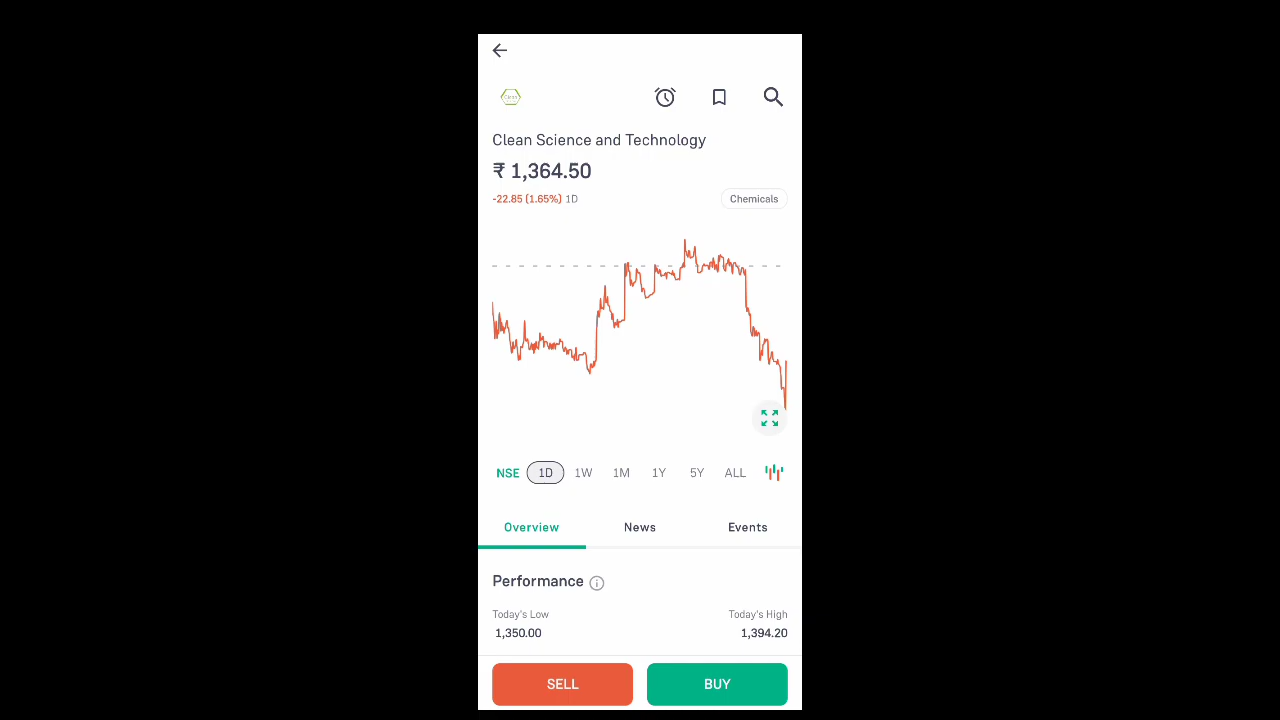 Clean
Clean Science and Technology
₹ 1,364.50
-22.85 (1.65%) 1D
Chemicals
NSE 1D 1W 1M 1Y 5Y ALL
Overview News Events
Performance
Today's Low Today's High
1,350.00 1,394.20
SELL BUY